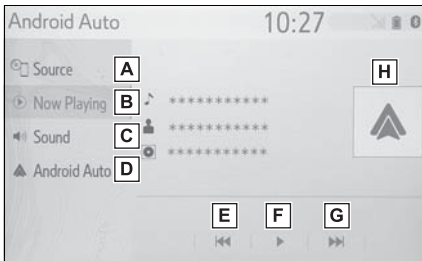 Android Auto 10:27
Source A
H
Now Playing B
***********
Sound C
***********
***********
Android Auto D
E F G